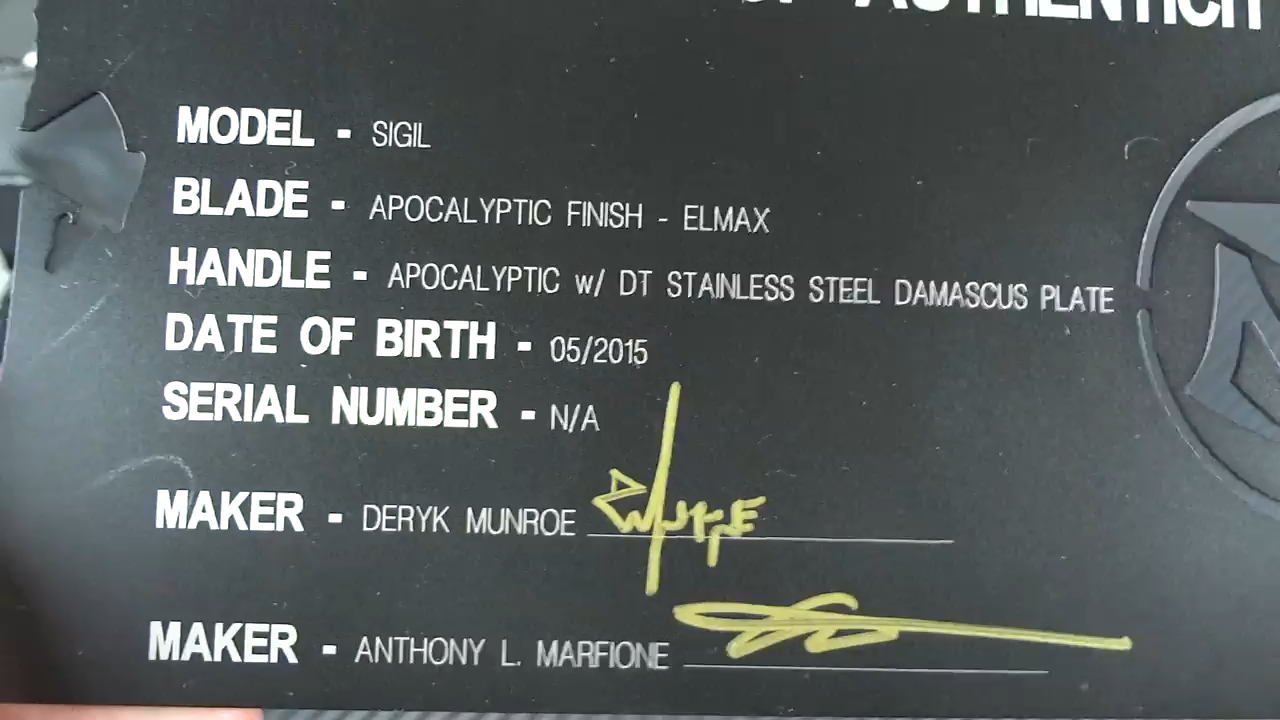 MODEL - SIGIL
BLADE - APOCALYPTIC FINISH - ELMAX
HANDLE - APOCALYPTIC w/ DT STAINLESS STEEL DAMASCUS PLATE
DATE OF BIRTH - 05/2015
SERIAL NUMBER - N/A
MAKER - DERYK MUNROE
MAKER - ANTHONY L. MARFIONE